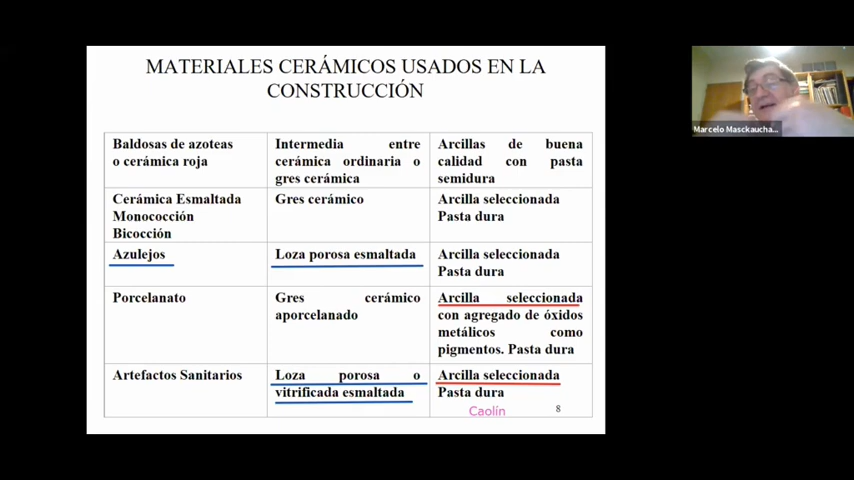 MATERIALES CERÁMICOS USADOS EN LA
CONSTRUCCIÓN
Baldosas de azoteas
o cerámica roja
Intermedia entre
cerámica ordinaria o
gres cerámica
Arcillas de buena
calidad con pasta
semidura
Cerámica Esmaltada
Monococción
Bicocción
Gres cerámico
Arcilla seleccionada
Pasta dura
Azulejos
Loza porosa esmaltada
Arcilla seleccionada
Pasta dura
Porcelanato
Gres cerámico
aporcelanado
Arcilla seleccionada
con agregado de óxidos
metálicos como
pigmentos. Pasta dura
Artefactos Sanitarios
Loza porosa o
vitrificada esmaltada
Arcilla seleccionada
Pasta dura
Caolín
8
Marcelo Masckaucha...